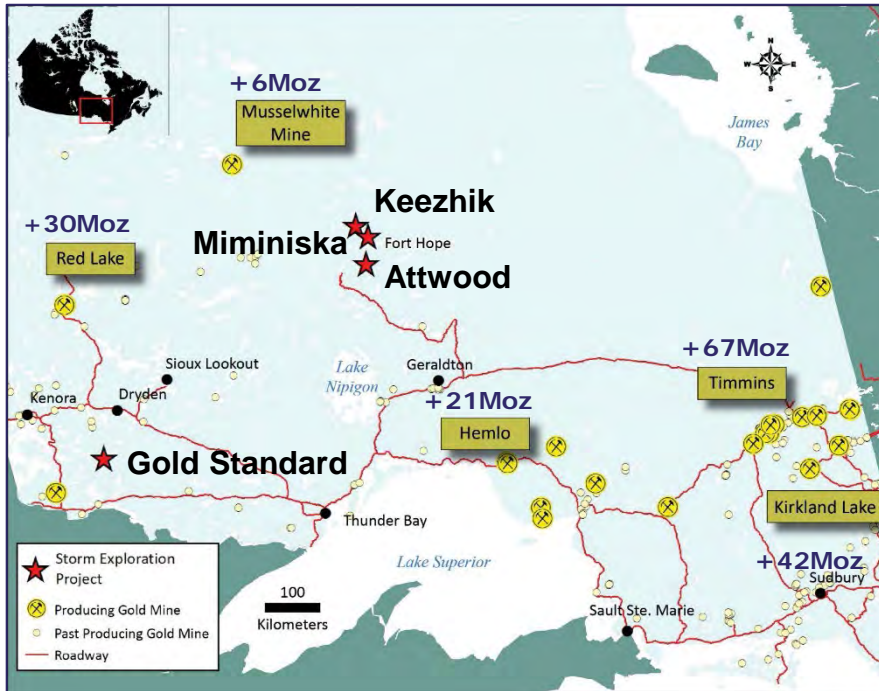 +6Moz
Musselwhite
Mine
N
W
E
S
James
Bay
Keezhik
+30Moz
Miminiska
Fort Hope
Red Lake
Attwood
Sioux Lookout
Lake
Nipigon
Geraldton
+67Moz
Timmins
Kenora
Dryden
+21Moz
Hemlo
Gold Standard
Kirkland Lake
Thunder Bay
Lake Superior
+42Moz
Sudbury
Sault Ste. Marie
100
Kilometers
Storm Exploration
Project
Producing Gold Mine
Past Producing Gold Mine
Roadway